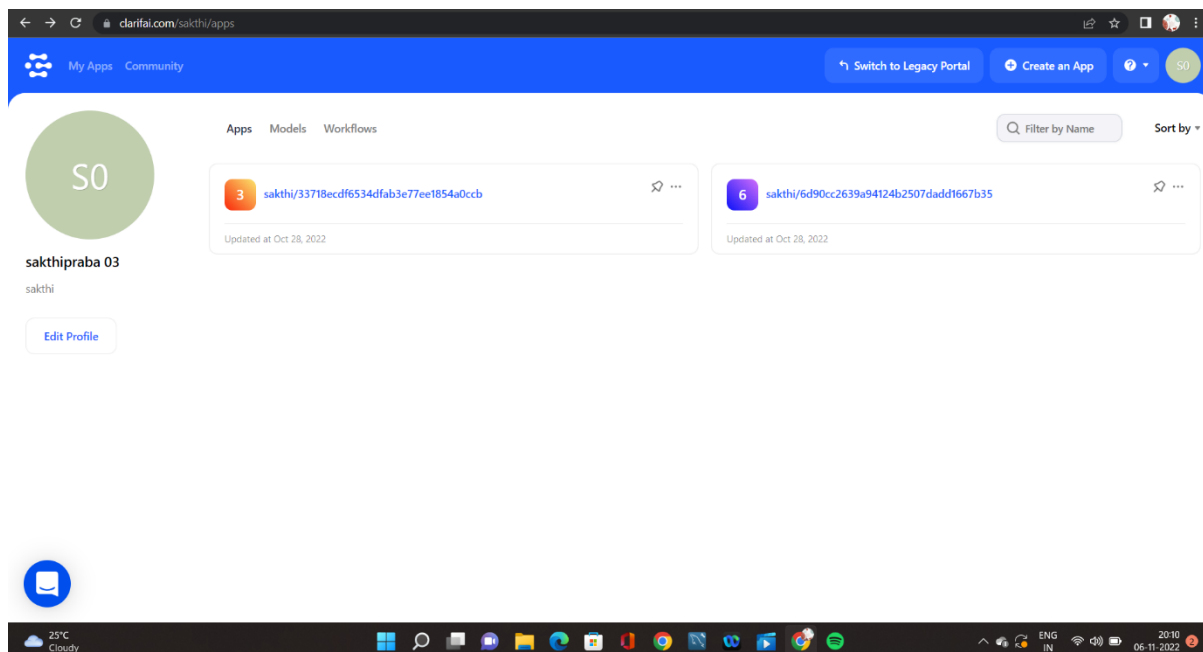 clarifai.com/sakthi/apps
My Apps Community Switch to Legacy Portal Create an App ? S0
Apps Models Workflows Filter by Name Sort by
S0
3 sakthi/33718ecdf6534dfab3e77ee1854a0ccb
6 sakthi/6d90cc2639a94124b2507dadd1667b35
Updated at Oct 28, 2022
Updated at Oct 28, 2022
sakthipraba 03
sakthi
Edit Profile
25°C
Cloudy
ENG
IN
20:10
06-11-2022
2